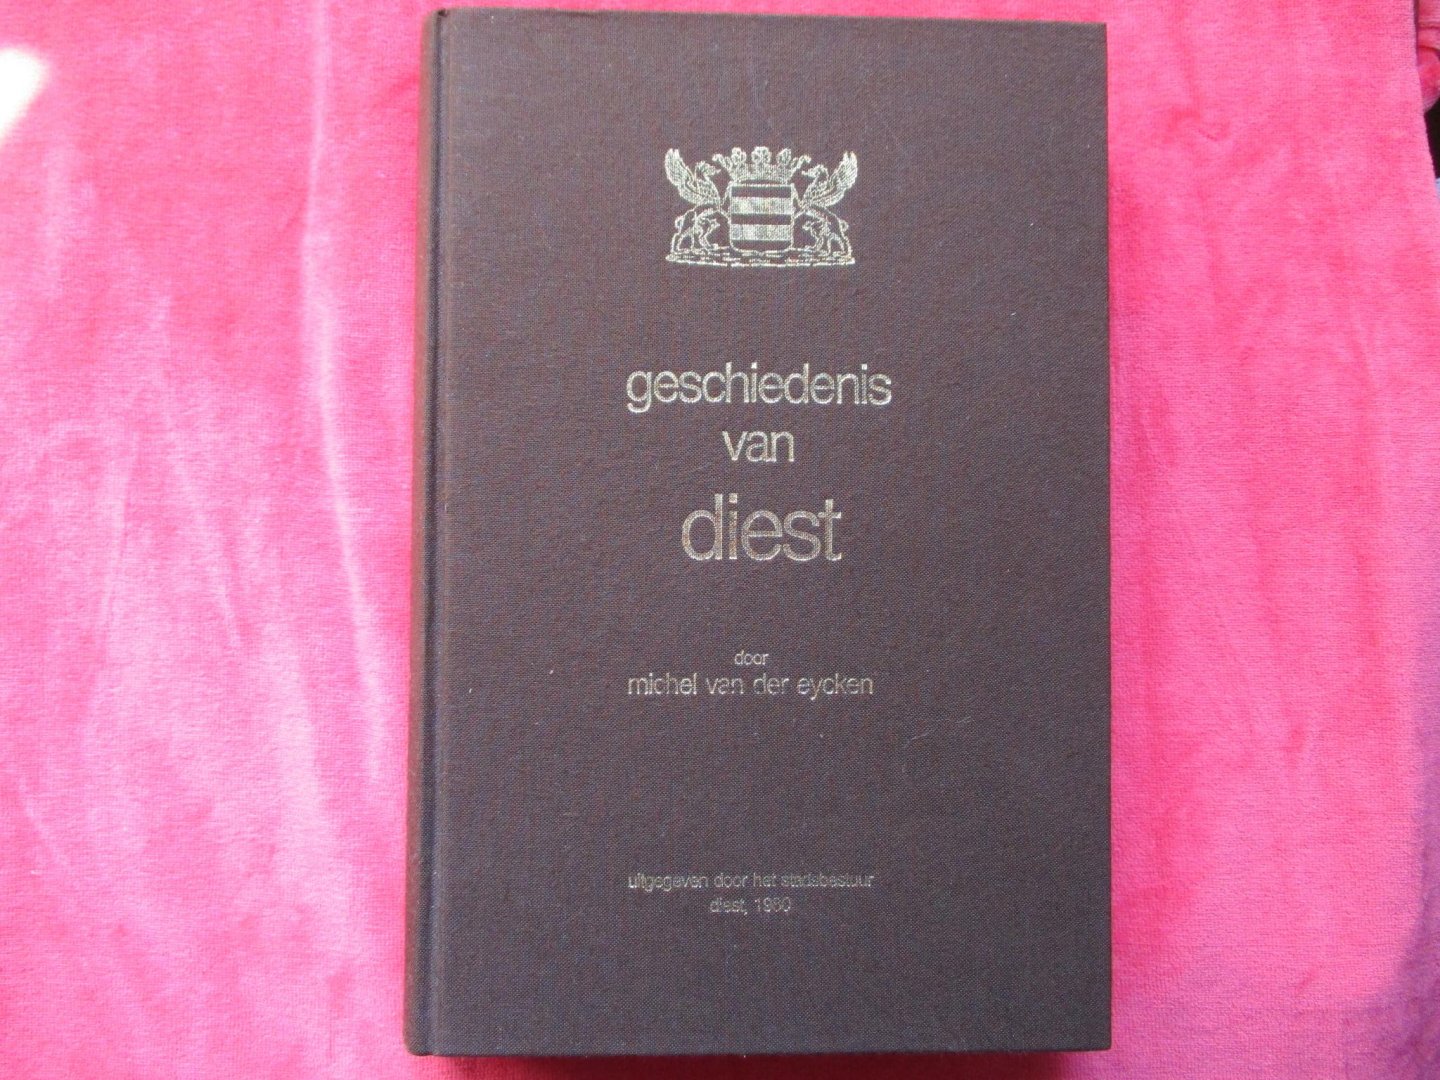 geschiedenis
van
diest
door
michel van der eycken
uitgegeven door het stadsbestuur
diest, 1980